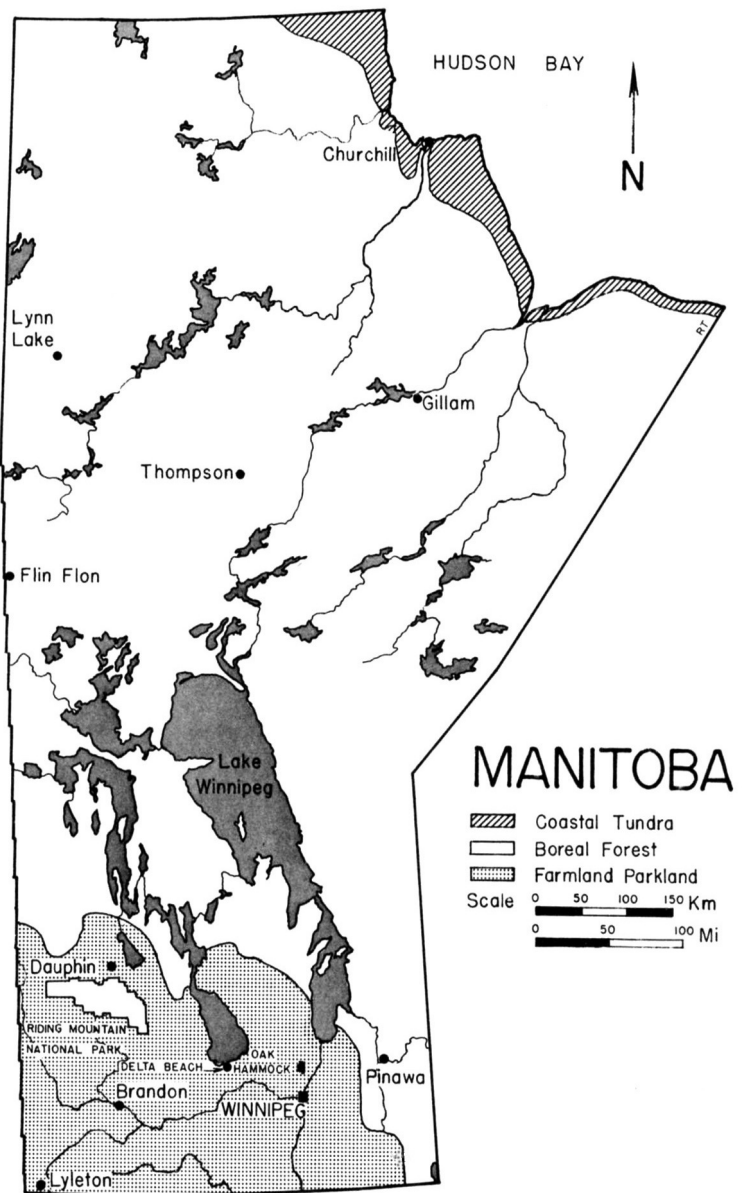 HUDSON BAY
N
Churchill
RT
Lynn
Lake
Gillam
Thompson
Flin Flon
Lake
Winnipeg
MANITOBA
Coastal Tundra
Boreal Forest
Farmland Parkland
Scale 0 50 100 150 Km
0 50 100 Mi
Dauphin
RIDING MOUNTAIN
NATIONAL PARK
DELTA BEACH
OAK
HAMMOCK
Pinawa
Brandon
WINNIPEG
Lyleton